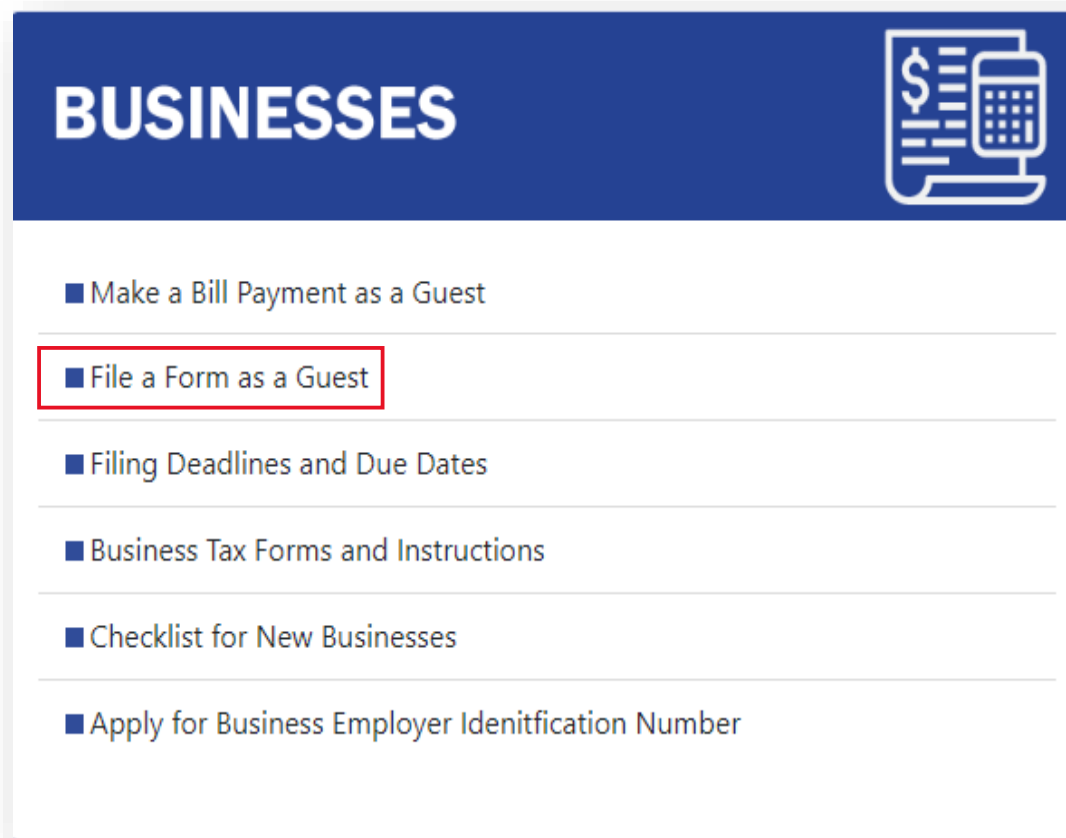 BUSINESSES
Make a Bill Payment as a Guest
File a Form as a Guest
Filing Deadlines and Due Dates
Business Tax Forms and Instructions
Checklist for New Businesses
Apply for Business Employer Idenitfication Number